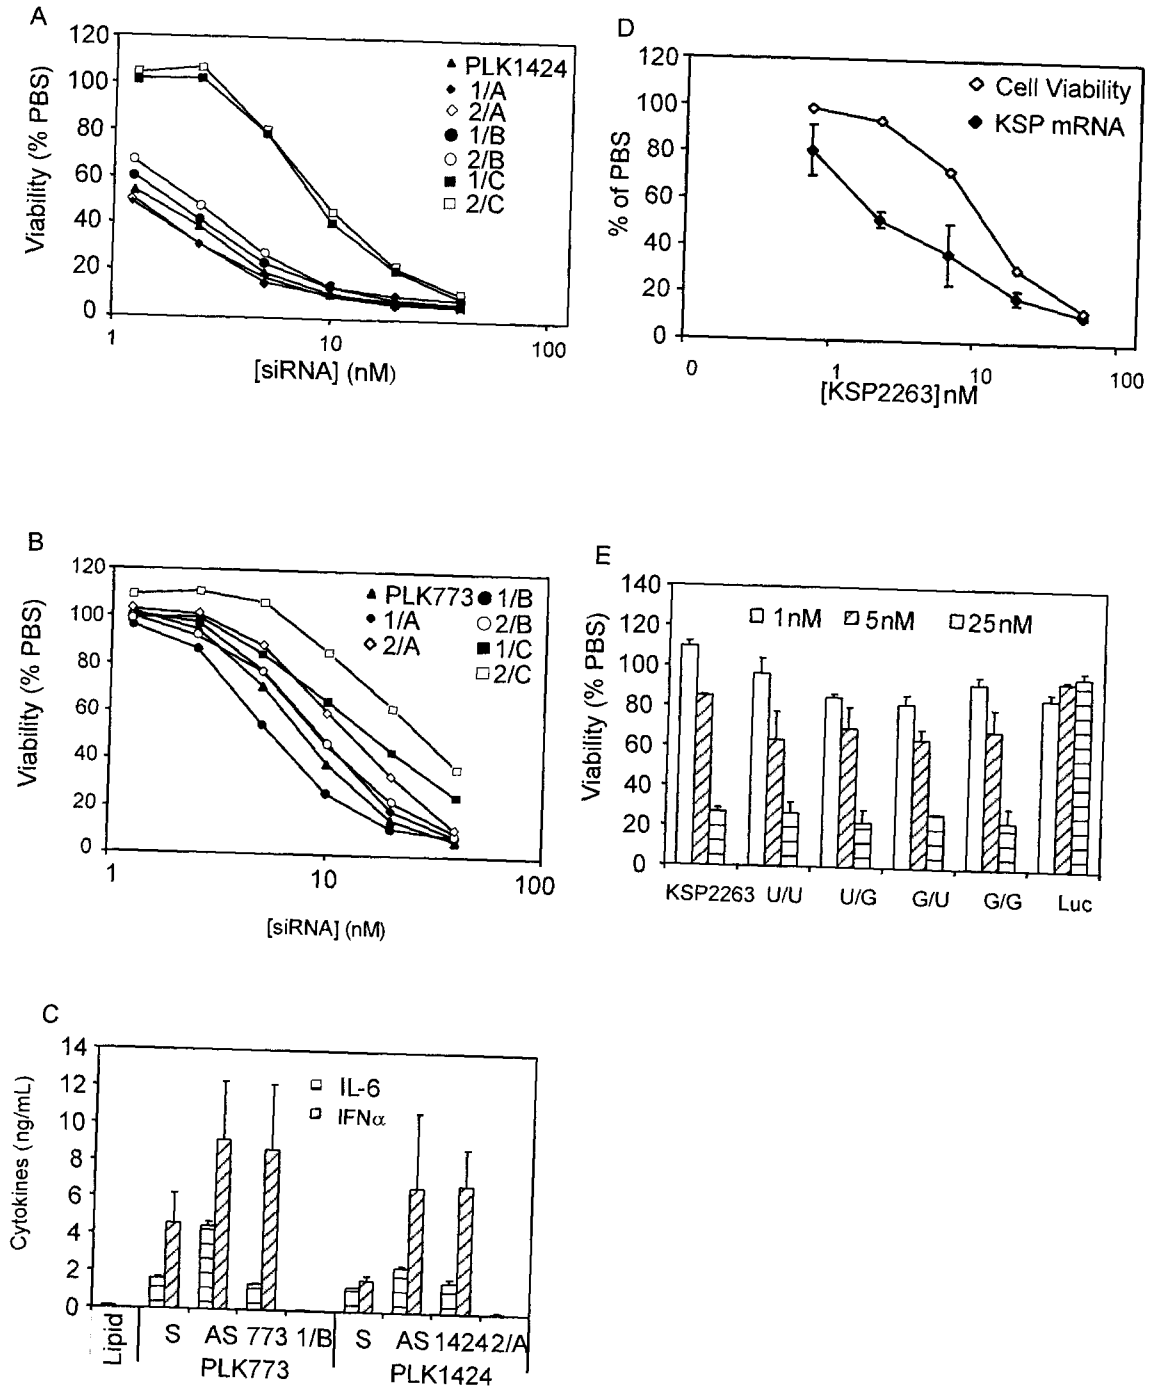 A
120
100
80
60
40
20
0
Viability (% PBS)
PLK1424
1/A
2/A
1/B
2/B
1/C
2/C
1
10
100
[siRNA] (nM)
D
120
100
80
60
40
20
0
% of PBS
Cell Viability
KSP mRNA
0
1
10
100
[KSP2263] nM
B
120
100
80
60
40
20
0
Viability (% PBS)
PLK773
1/A
2/A
1/B
2/B
1/C
2/C
1
10
100
[siRNA] (nM)
E
140
120
100
80
60
40
20
0
Viability (% PBS)
1nM 5nM 25nM
KSP2263 U/U U/G G/U G/G Luc
C
14
12
10
8
6
4
2
0
Cytokines (ng/mL)
IL-6
IFNα
Lipid S AS 773 1/B S AS 1424 2/A
PLK773 PLK1424